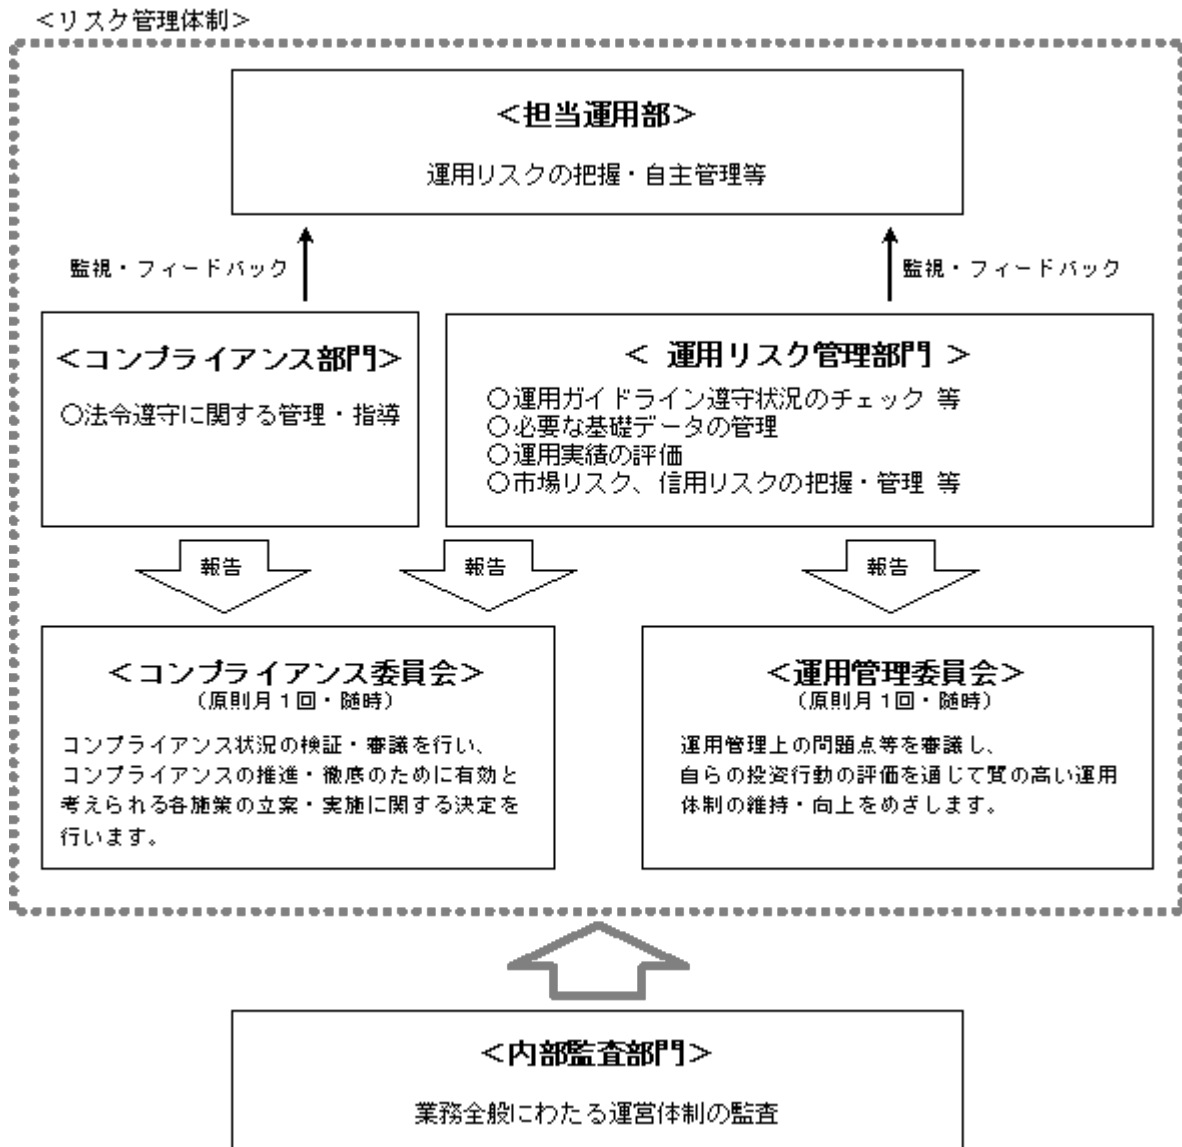 ＜リスク管理体制＞
＜担当運用部＞
運用リスクの把握・自主管理等
監視・フィードバック
監視・フィードバック
＜コンプライアンス部門＞
○法令遵守に関する管理・指導
＜ 運用リスク管理部門 ＞
○運用ガイドライン遵守状況のチェック 等
○必要な基礎データの管理
○運用実績の評価
○市場リスク、信用リスクの把握・管理 等
報告
報告
報告
＜コンプライアンス委員会＞
（原則月１回・随時）
コンプライアンス状況の検証・審議を行い、
コンプライアンスの推進・徹底のために有効と
考えられる各施策の立案・実施に関する決定を
行います。
＜運用管理委員会＞
（原則月１回・随時）
運用管理上の問題点等を審議し、
自らの投資行動の評価を通じて質の高い運用
体制の維持・向上をめざします。
＜内部監査部門＞
業務全般にわたる運営体制の監査